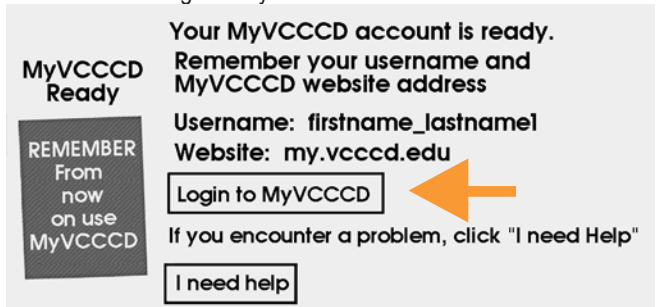 Your MyVCCCD account is ready.
MyVCCCD
Ready
Remember your username and
MyVCCCD website address
REMEMBER
From
now
on use
MyVCCCD
Username: firstname_lastname1
Website: my.vcccd.edu
Login to MyVCCCD
If you encounter a problem, click "I need Help"
I need help